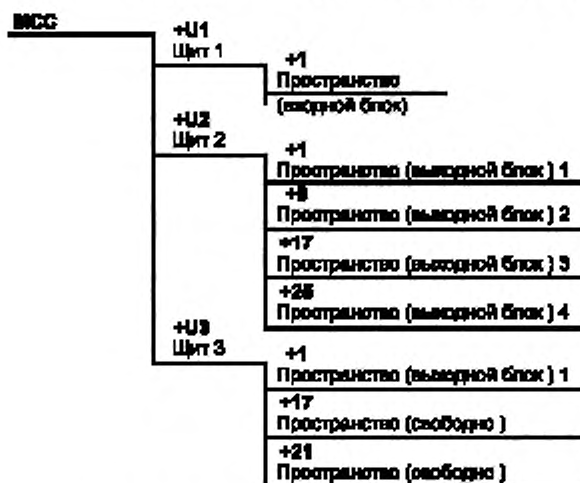 МСС
+U1
Щит 1
+1
Пространство
(входной блок)
+U2
Щит 2
+1
Пространство (выходной блок ) 1
+9
Пространство (выходной блок ) 2
+17
Пространство (выходной блок ) 3
+25
Пространство (выходной блок ) 4
+U3
Щит 3
+1
Пространство (выходной блок ) 1
+17
Пространство (свободно )
+21
Пространство (свободно )